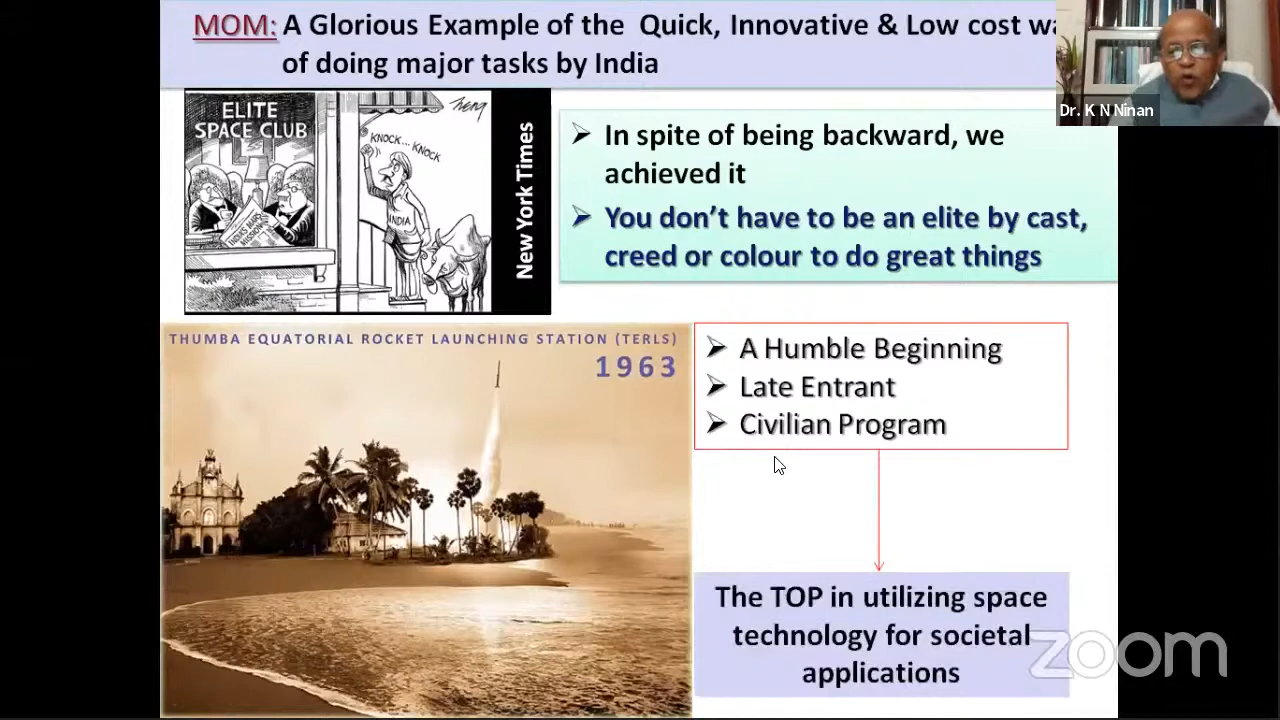 MOM: A Glorious Example of the Quick, Innovative & Low cost wa
of doing major tasks by India
Dr. K N Ninan
ELITE
SPACE CLUB
KNOCK... KNOCK
INDIA
INDIA'S MARS
MISSION
New York Times
➢ In spite of being backward, we
achieved it
➢ You don't have to be an elite by cast,
creed or colour to do great things
THUMBA EQUATORIAL ROCKET LAUNCHING STATION (TERLS)
1963
➢ A Humble Beginning
➢ Late Entrant
➢ Civilian Program
The TOP in utilizing space
technology for societal
applications
zoom